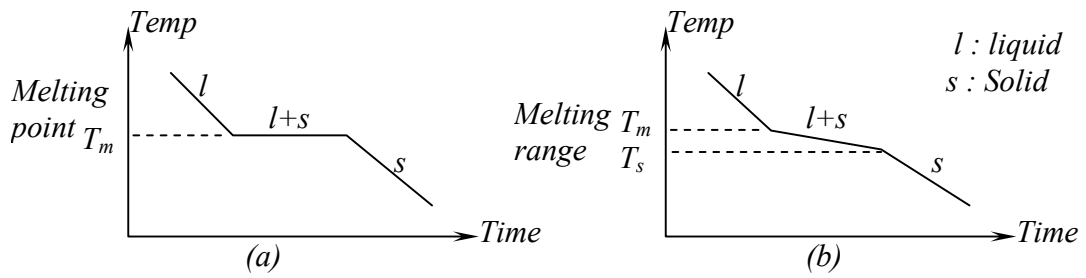 Temp
Melting
point T_m
l
l+s
s
Time
(a)
Temp
Melting T_m
range T_s
l
l+s
s
Time
(b)
l : liquid
s : Solid